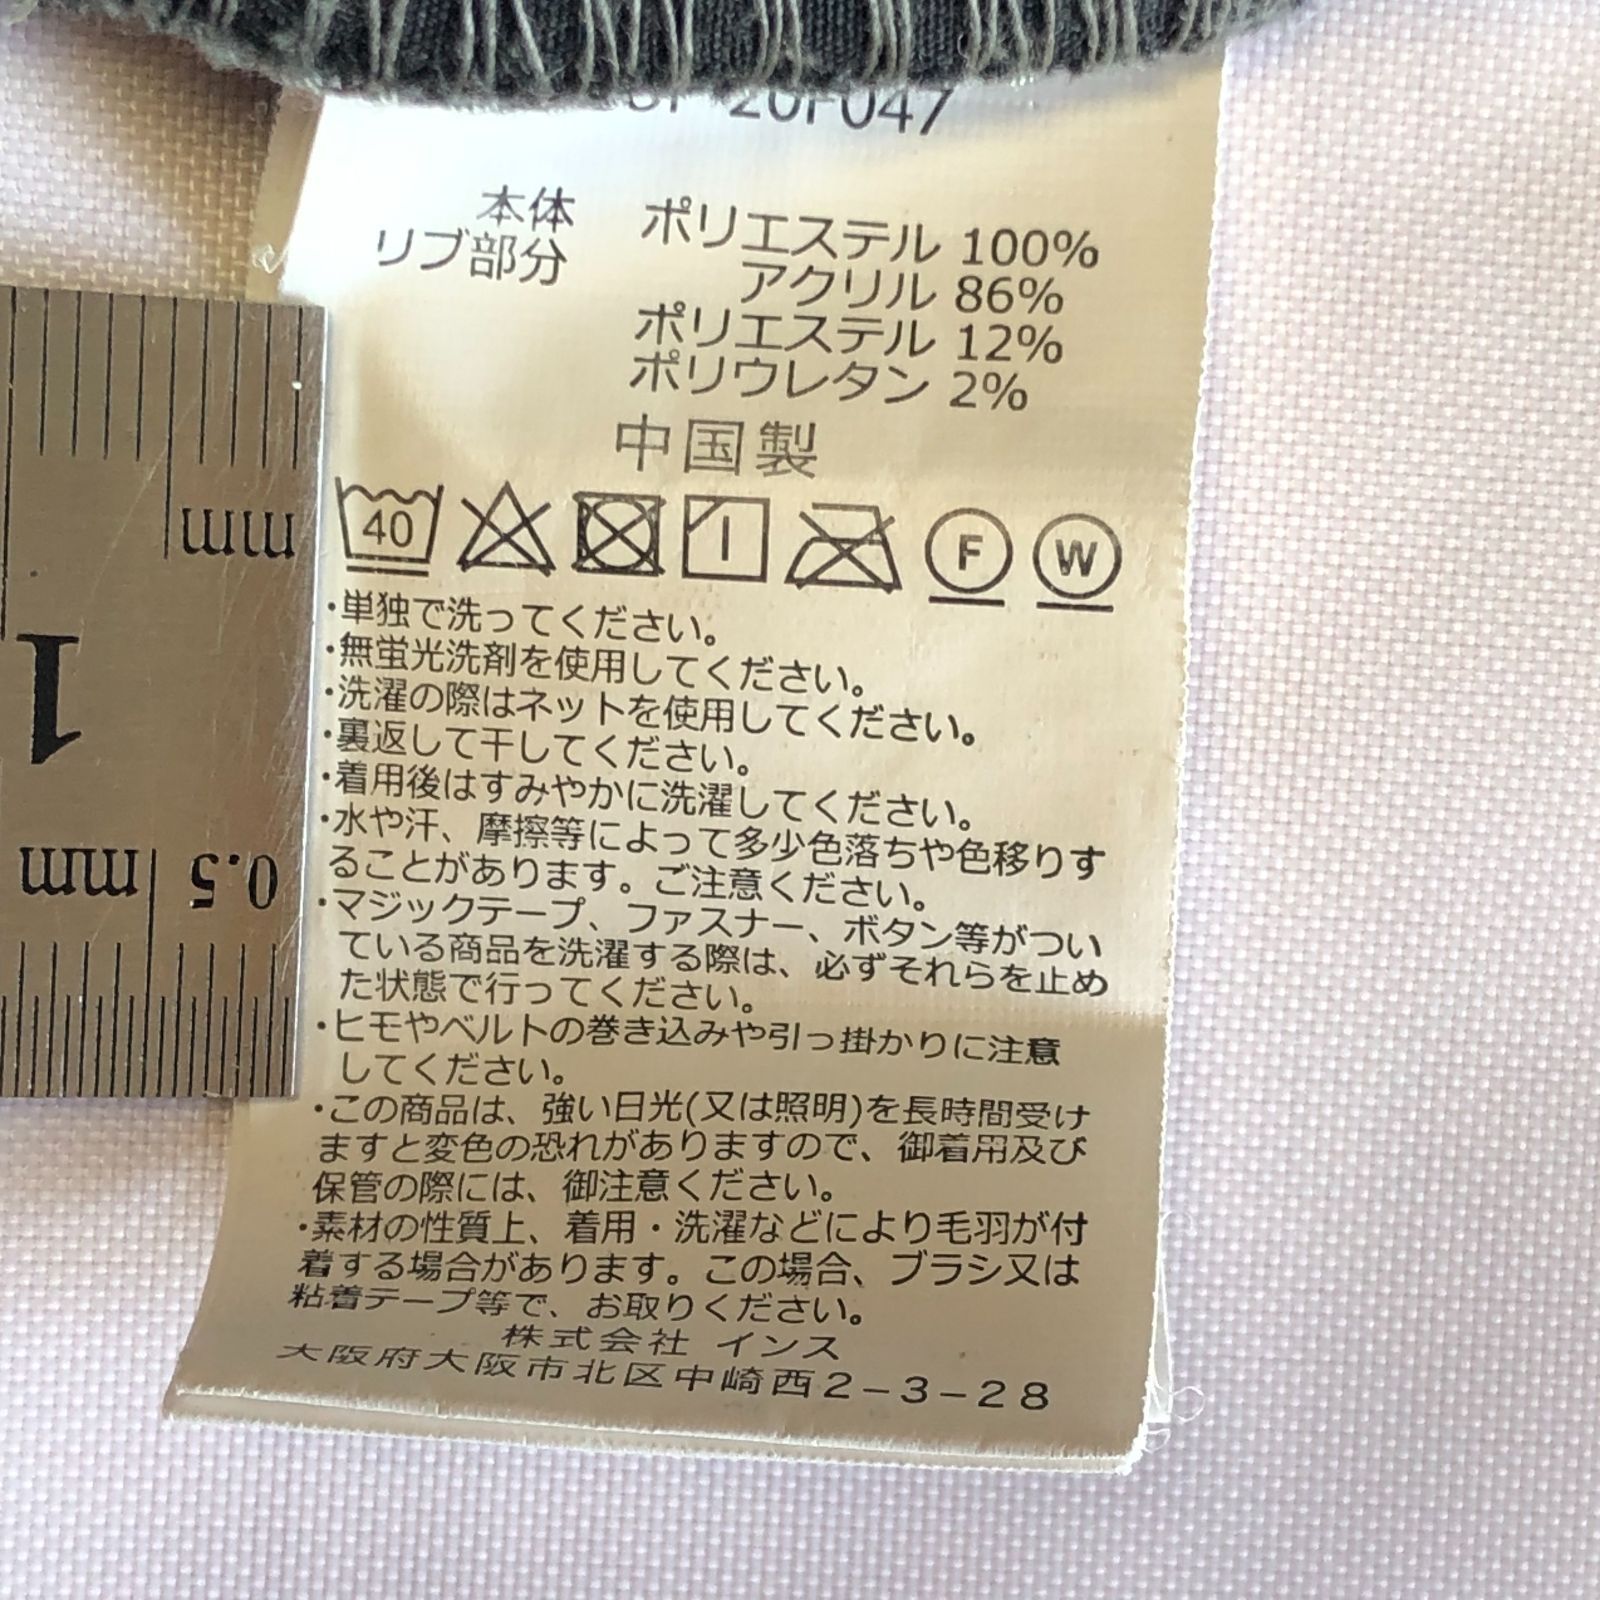 20F047
本体 ポリエステル 100%
リブ部分 アクリル 86%
ポリエステル 12%
ポリウレタン 2%
中国製
40 F W
・単独で洗ってください。
・無蛍光洗剤を使用してください。
・洗濯の際はネットを使用してください。
・裏返して干してください。
・着用後はすみやかに洗濯してください。
・水や汗、摩擦等によって多少色落ちや色移りす
ることがあります。ご注意ください。
・マジックテープ、ファスナー、ボタン等がつい
ている商品を洗濯する際は、必ずそれらを止め
た状態で行ってください。
・ヒモやベルトの巻き込みや引っ掛かりに注意
してください。
・この商品は、強い日光(又は照明)を長時間受け
ますと変色の恐れがありますので、御着用及び
保管の際には、御注意ください。
・素材の性質上、着用・洗濯などにより毛羽が付
着する場合があります。この場合、ブラシ又は
粘着テープ等で、お取りください。
株式会社 インス
大阪府大阪市北区中崎西2-3-28
mm
1
0.5 mm